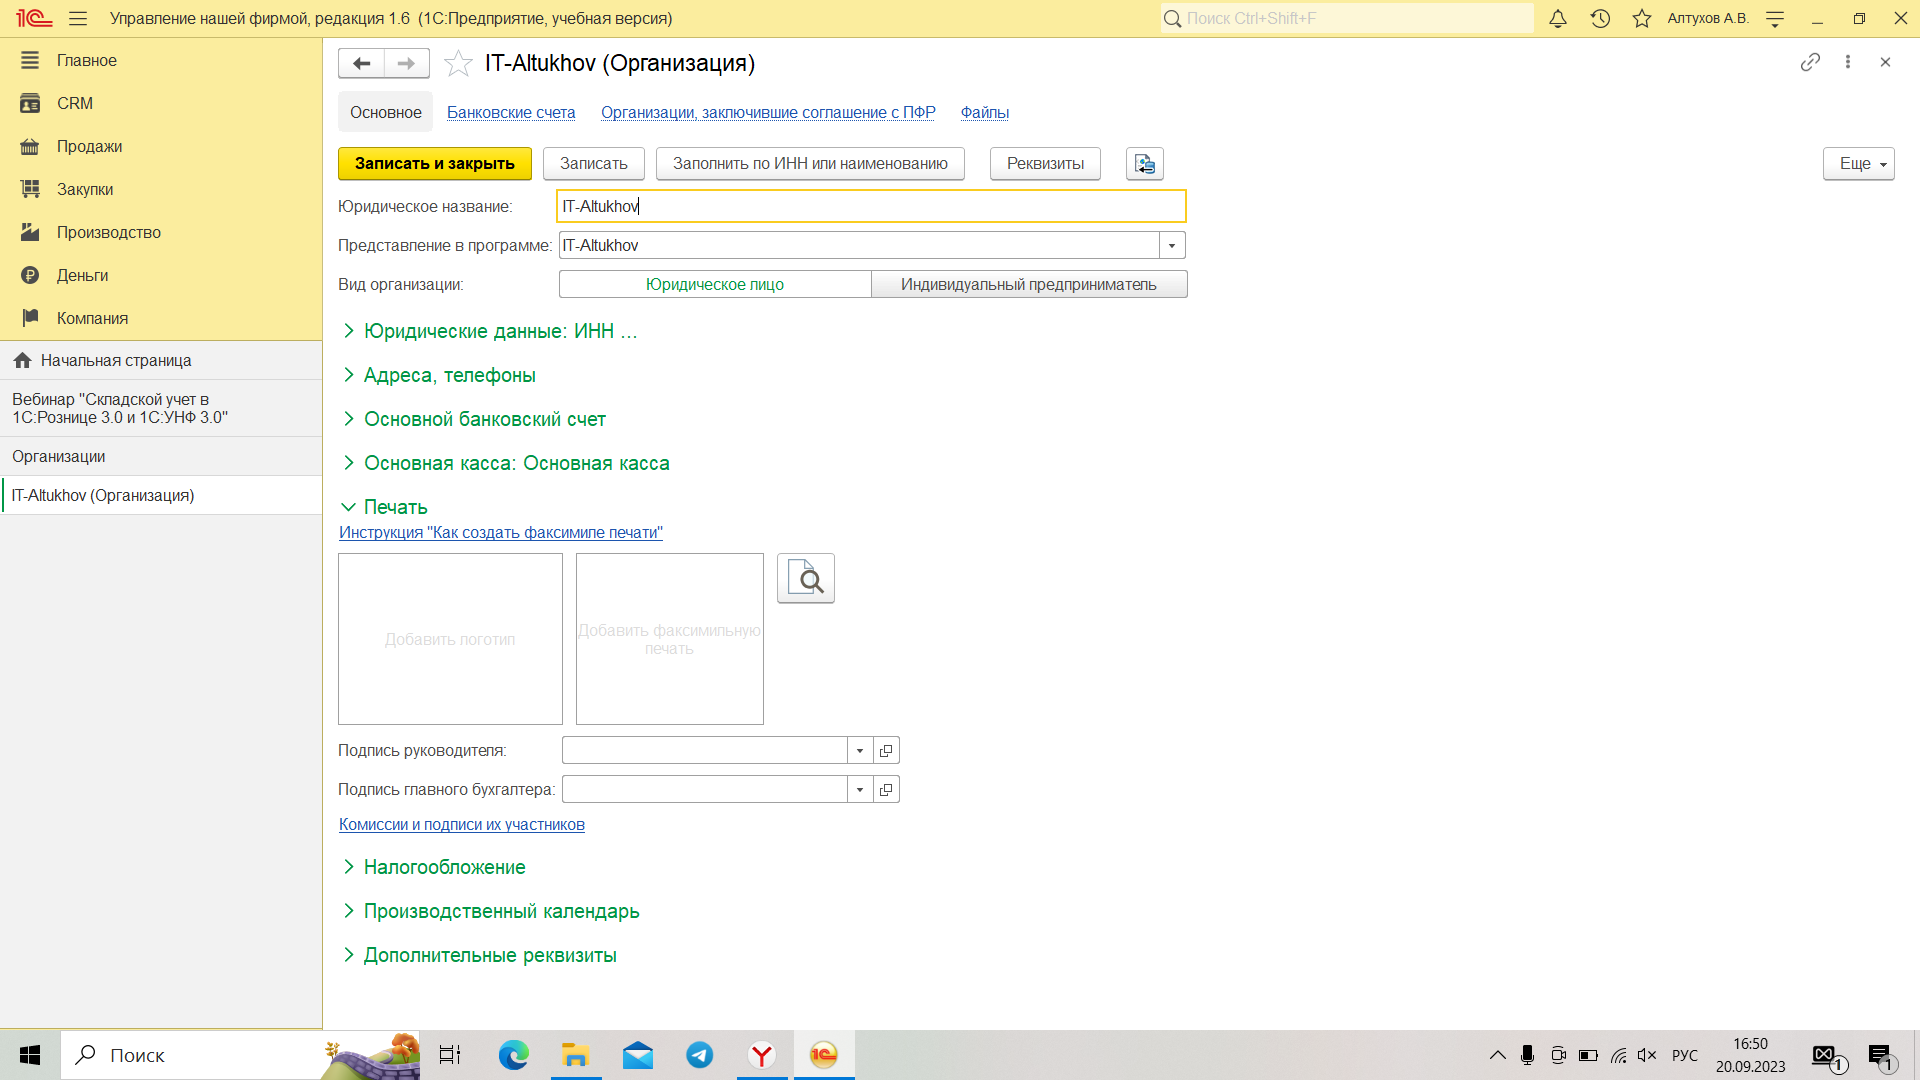 Управление нашей фирмой, редакция 1.6 (1С:Предприятие, учебная версия)
Поиск Ctrl+Shift+F
Алтухов А.В.
Главное
CRM
Продажи
Закупки
Производство
Деньги
Компания
Начальная страница
Вебинар "Складской учет в
1С:Рознице 3.0 и 1С:УНФ 3.0"
Организации
IT-Altukhov (Организация)
IT-Altukhov (Организация)
Основное Банковские счета Организации, заключившие соглашение с ПФР Файлы
Записать и закрыть Записать Заполнить по ИНН или наименованию Реквизиты Еще
Юридическое название: IT-Altukhov
Представление в программе: IT-Altukhov
Вид организации: Юридическое лицо Индивидуальный предприниматель
Юридические данные: ИНН ...
Адреса, телефоны
Основной банковский счет
Основная касса: Основная касса
Печать
Инструкция "Как создать факсимиле печати"
Добавить логотип
Добавить факсимильную
печать
Подпись руководителя:
Подпись главного бухгалтера:
Комиссии и подписи их участников
Налогообложение
Производственный календарь
Дополнительные реквизиты
Поиск
РУС
16:50
20.09.2023
1
1